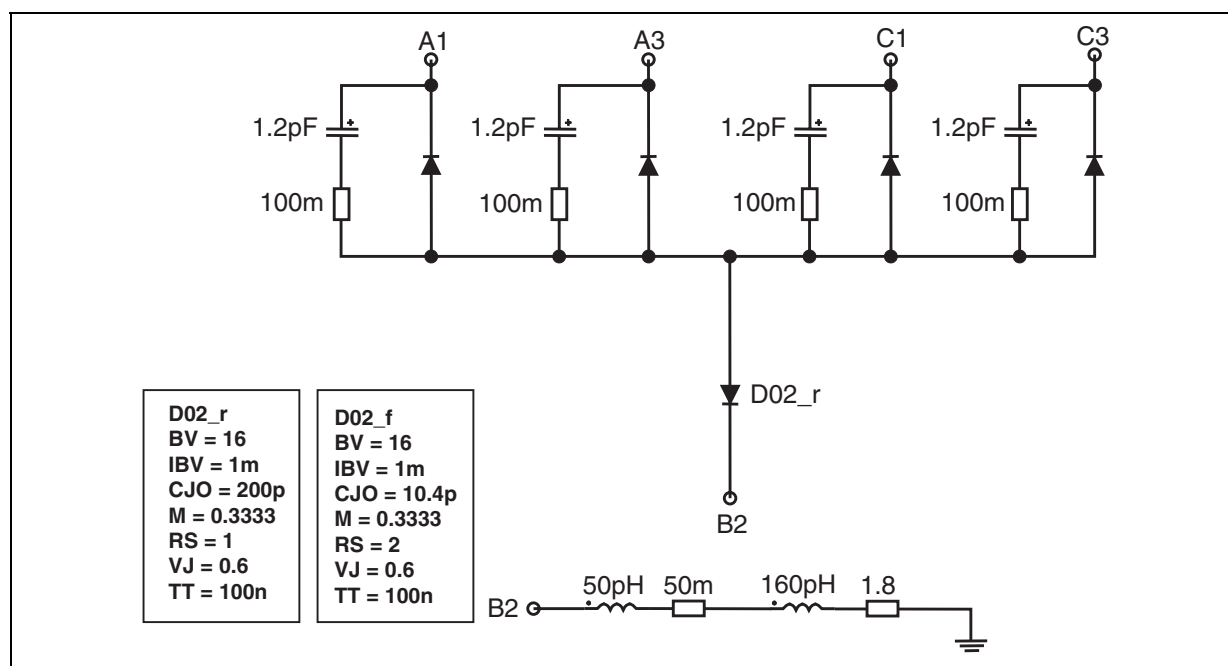 A1
A3
C1
C3
1.2pF
1.2pF
1.2pF
1.2pF
100m
100m
100m
100m
D02_r
B2
D02_r
BV = 16
IBV = 1m
CJO = 200p
M = 0.3333
RS = 1
VJ = 0.6
TT = 100n
D02_f
BV = 16
IBV = 1m
CJO = 10.4p
M = 0.3333
RS = 2
VJ = 0.6
TT = 100n
B2
50pH
50m
160pH
1.8